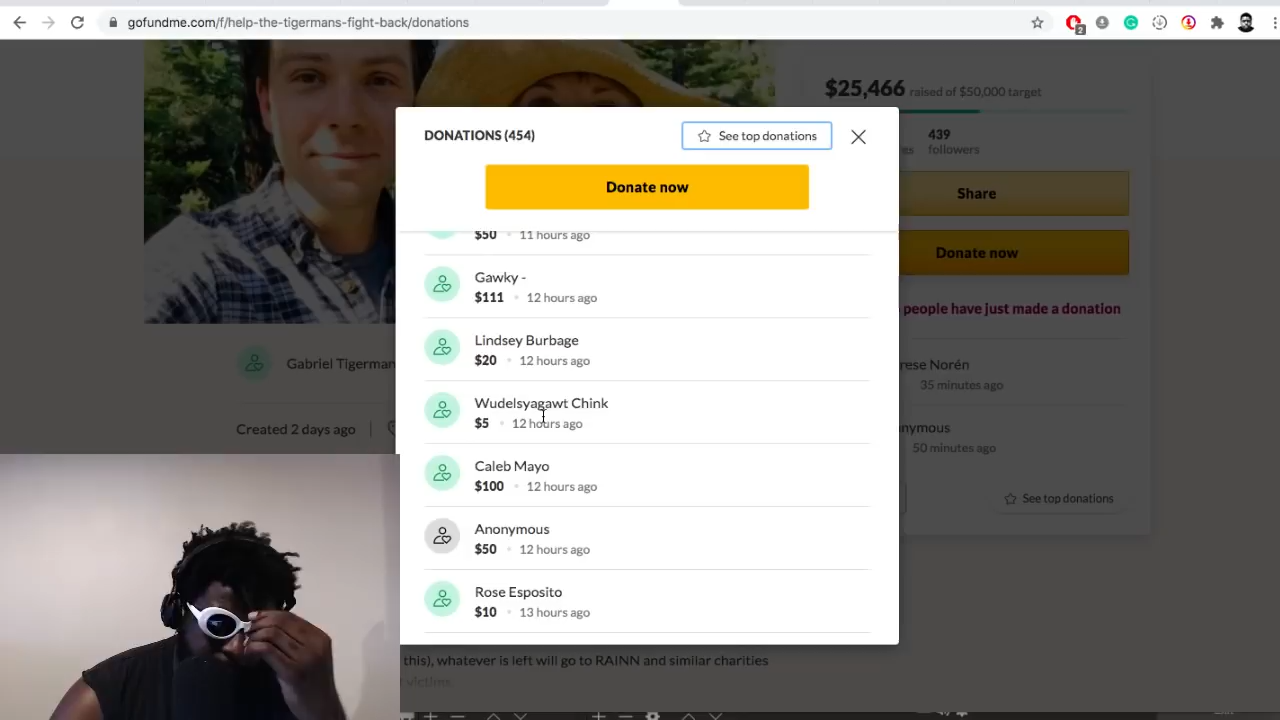 gofundme.com/f/help-the-tigermans-fight-back/donations
2
$25,466 raised of $50,000 target
439
followers
Share
Donate now
people have just made a donation
rese Norén
35 minutes ago
nymous
50 minutes ago
See top donations
DONATIONS (454)
See top donations
Donate now
$50 • 11 hours ago
Gawky -
$111 • 12 hours ago
Lindsey Burbage
$20 • 12 hours ago
Wudelsyagawt Chink
$5 • 12 hours ago
Caleb Mayo
$100 • 12 hours ago
Anonymous
$50 • 12 hours ago
Rose Esposito
$10 • 13 hours ago
Gabriel Tigerman
Created 2 days ago
this), whatever is left will go to RAINN and similar charities
victims.